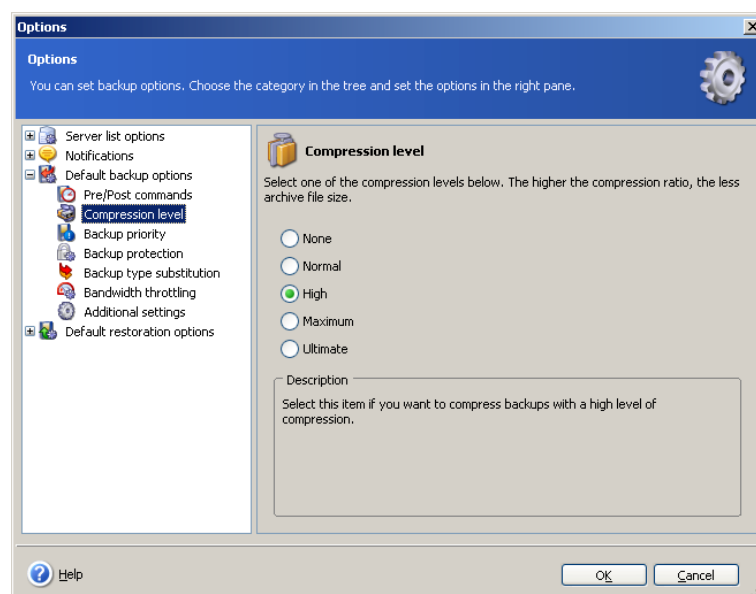 Options
Options
You can set backup options. Choose the category in the tree and set the options in the right pane.
Server list options
Notifications
Default backup options
Pre/Post commands
Compression level
Backup priority
Backup protection
Backup type substitution
Bandwidth throttling
Additional settings
Default restoration options
Compression level
Select one of the compression levels below. The higher the compression ratio, the less
archive file size.
None
Normal
High
Maximum
Ultimate
Description
Select this item if you want to compress backups with a high level of
compression.
Help
OK
Cancel